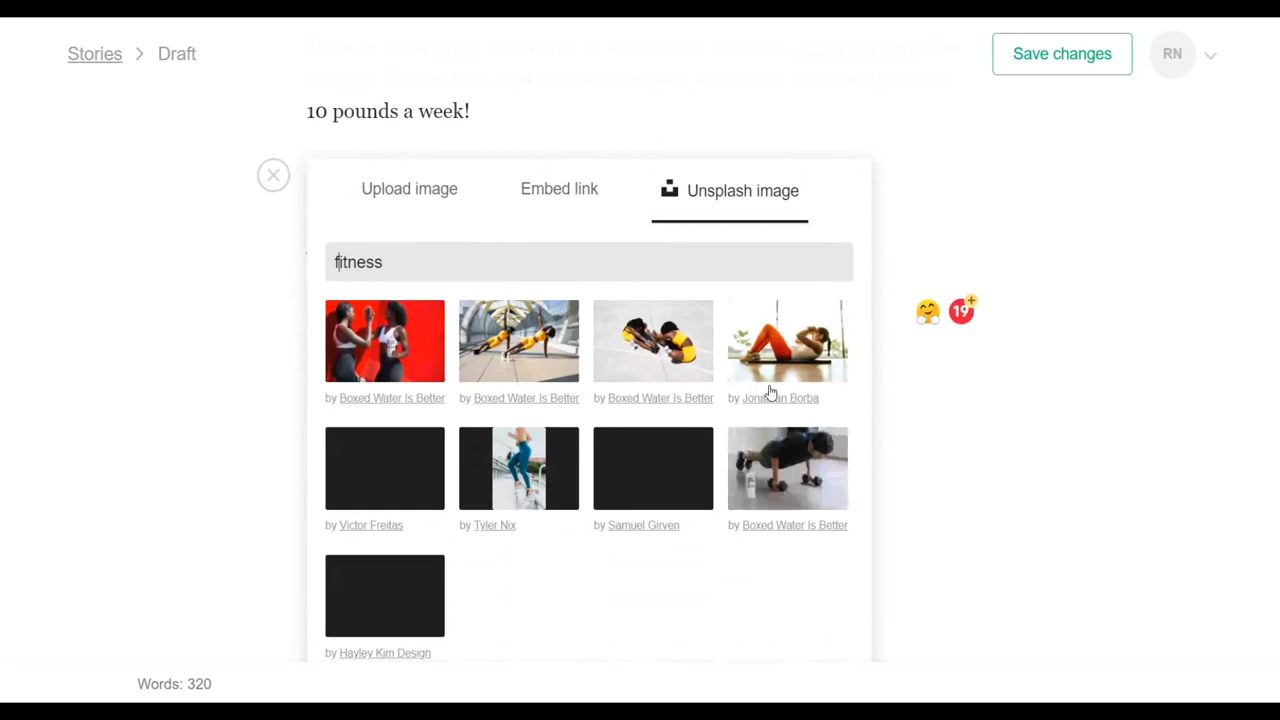 Stories > Draft
Save changes
RN
10 pounds a week!
Upload image
Embed link
Unsplash image
fitness
by Boxed Water Is Better
by Boxed Water Is Better
by Boxed Water Is Better
by Jonathan Borba
19
by Victor Freitas
by Tyler Nix
by Samuel Girven
by Boxed Water Is Better
by Hayley Kim Design
Words: 320